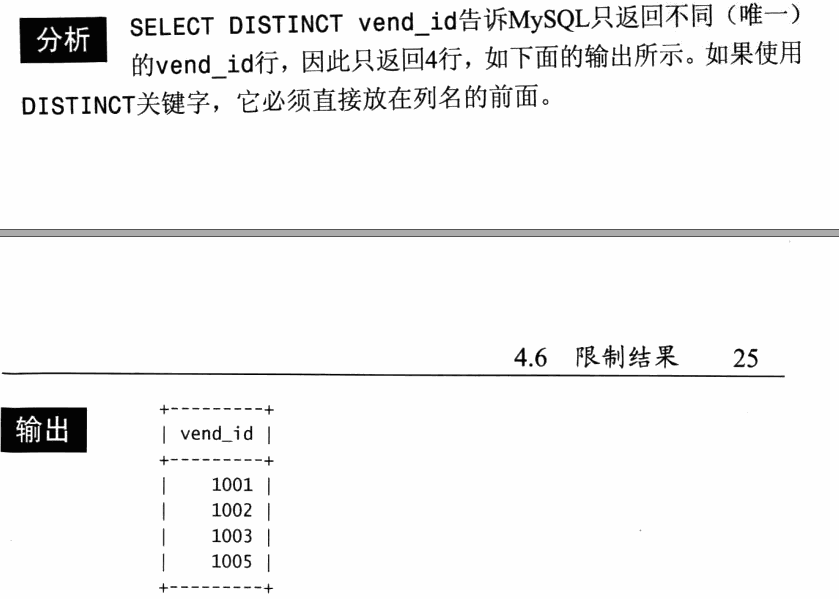 分析
SELECT DISTINCT vend_id告诉MySQL只返回不同（唯一）
的vend_id行，因此只返回4行，如下面的输出所示。如果使用
DISTINCT关键字，它必须直接放在列名的前面。
4.6 限制结果 25
输出
+---------+
| vend_id |
+---------+
| 1001 |
| 1002 |
| 1003 |
| 1005 |
+---------+